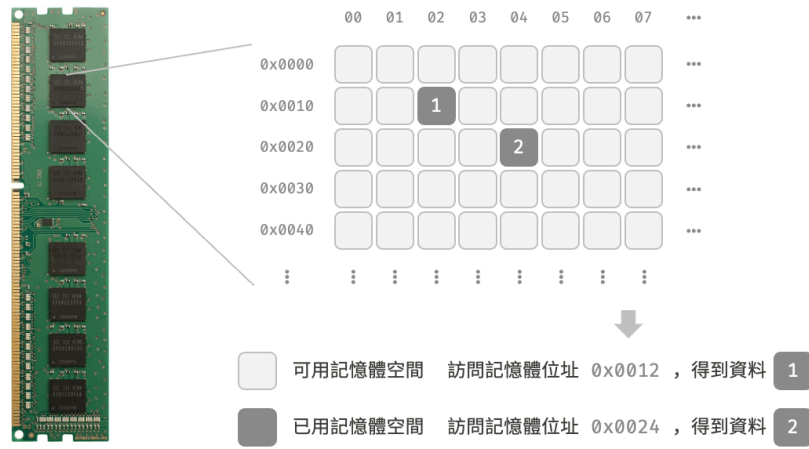 00 01 02 03 04 05 06 07 •••
0x0000 •••
0x0010 1 •••
0x0020 2 •••
0x0030 •••
0x0040 •••
可用記憶體空間 訪問記憶體位址 0x0012 ，得到資料 1
已用記憶體空間 訪問記憶體位址 0x0024 ，得到資料 2